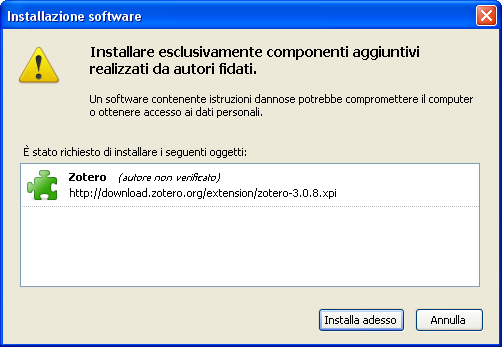 Installazione software
Installare esclusivamente componenti aggiuntivi
realizzati da autori fidati.
Un software contenente istruzioni dannose potrebbe compromettere il computer
o ottenere accesso ai dati personali.
È stato richiesto di installare i seguenti oggetti:
Zotero (autore non verificato)
http://download.zotero.org/extension/zotero-3.0.8.xpi
Installa adesso Annulla